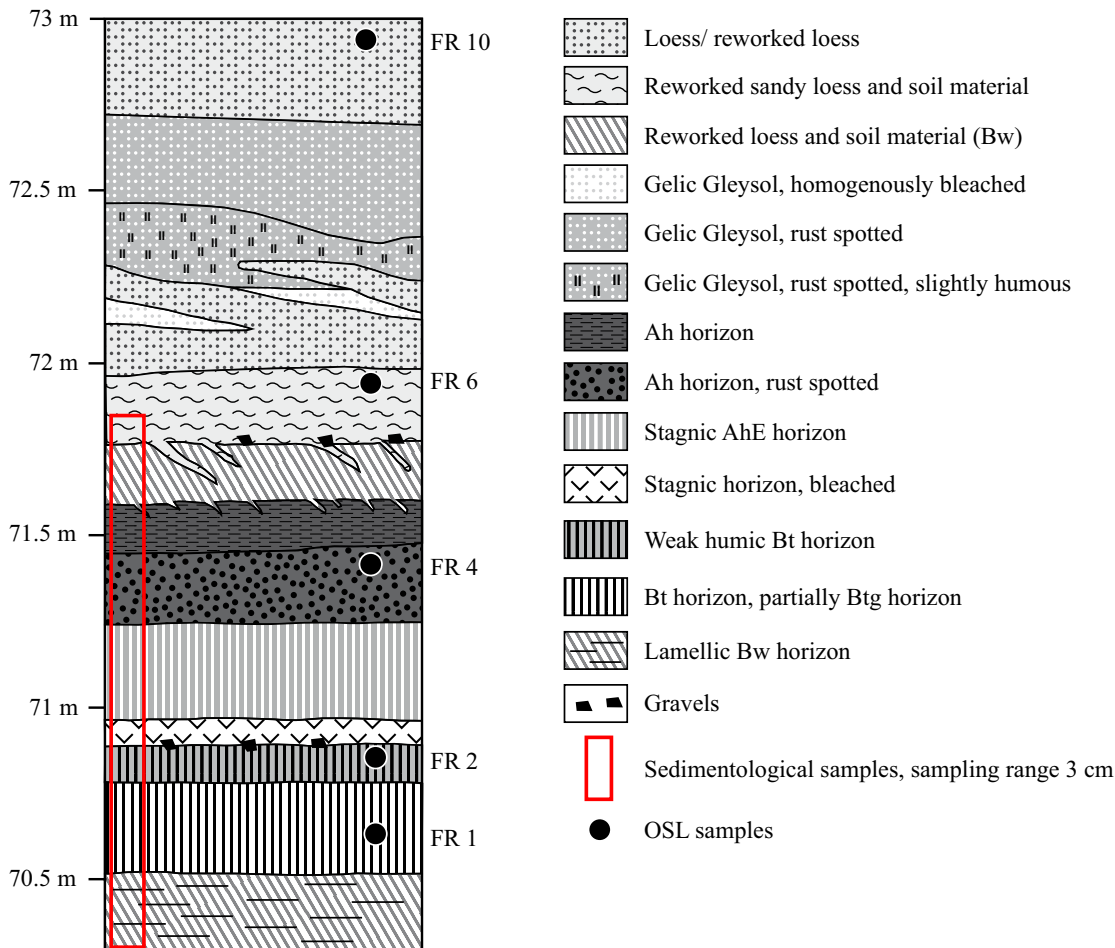 73 m
72.5 m
72 m
71.5 m
71 m
70.5 m
FR 10
FR 6
FR 4
FR 2
FR 1
Loess/ reworked loess
Reworked sandy loess and soil material
Reworked loess and soil material (Bw)
Gelic Gleysol, homogenously bleached
Gelic Gleysol, rust spotted
Gelic Gleysol, rust spotted, slightly humous
Ah horizon
Ah horizon, rust spotted
Stagnic AhE horizon
Stagnic horizon, bleached
Weak humic Bt horizon
Bt horizon, partially Btg horizon
Lamellic Bw horizon
Gravels
Sedimentological samples, sampling range 3 cm
OSL samples